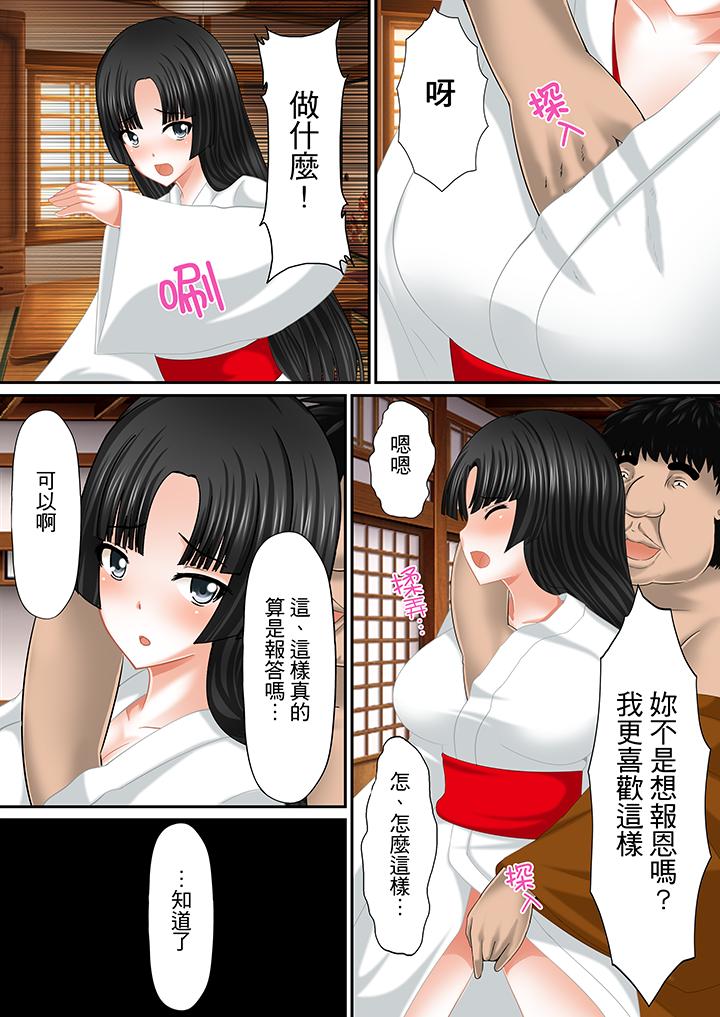 呀
探入
做什麼！
唰
嗯嗯
揉弄…
妳不是想報恩嗎？
我更喜歡這樣
怎、怎麼這樣…
探入
這、這樣真的
算是報答嗎…
可以啊
…知道了